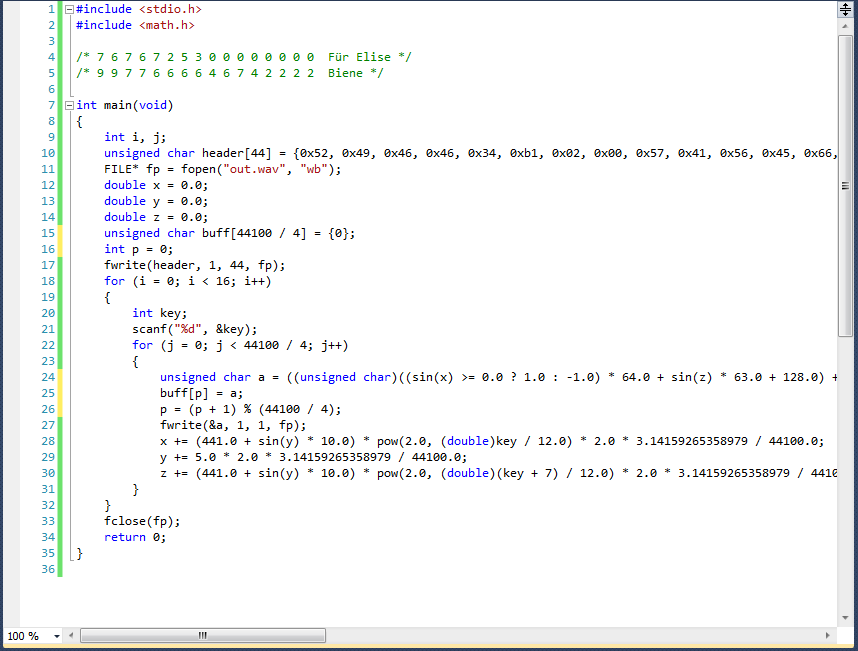 1 #include <stdio.h>
2 #include <math.h>
3
4 /* 7 6 7 6 7 2 5 3 0 0 0 0 0 0 0 0  Für Elise */
5 /* 9 9 7 7 6 6 6 6 4 6 7 4 2 2 2 2  Biene */
6
7 int main(void)
8 {
9     int i, j;
10     unsigned char header[44] = {0x52, 0x49, 0x46, 0x46, 0x34, 0xb1, 0x02, 0x00, 0x57, 0x41, 0x56, 0x45, 0x66,
11     FILE* fp = fopen("out.wav", "wb");
12     double x = 0.0;
13     double y = 0.0;
14     double z = 0.0;
15     unsigned char buff[44100 / 4] = {0};
16     int p = 0;
17     fwrite(header, 1, 44, fp);
18     for (i = 0; i < 16; i++)
19     {
20         int key;
21         scanf("%d", &key);
22         for (j = 0; j < 44100 / 4; j++)
23         {
24             unsigned char a = ((unsigned char)((sin(x) >= 0.0 ? 1.0 : -1.0) * 64.0 + sin(z) * 63.0 + 128.0) +
25             buff[p] = a;
26             p = (p + 1) % (44100 / 4);
27             fwrite(&a, 1, 1, fp);
28             x += (441.0 + sin(y) * 10.0) * pow(2.0, (double)key / 12.0) * 2.0 * 3.14159265358979 / 44100.0;
29             y += 5.0 * 2.0 * 3.14159265358979 / 44100.0;
30             z += (441.0 + sin(y) * 10.0) * pow(2.0, (double)(key + 7) / 12.0) * 2.0 * 3.14159265358979 / 4410
31         }
32     }
33     fclose(fp);
34     return 0;
35 }
36
100 %